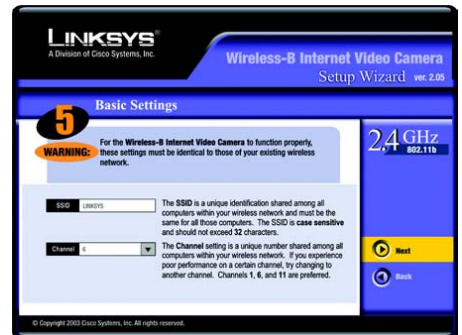 LINKSYS®
A Division of Cisco Systems, Inc.
Wireless-B Internet Video Camera
Setup Wizard ver. 2.05
5
Basic Settings
WARNING:
For the Wireless-B Internet Video Camera to function properly,
these settings must be identical to those of your existing wireless
network.
2,4 GHz
802.11b
SSID
LINKSYS
The SSID is a unique identification shared among all
computers within your wireless network and must be the
same for all those computers. The SSID is case sensitive
and should not exceed 32 characters.
Channel
6
The Channel setting is a unique number shared among all
computers within your wireless network. If you experience
poor performance on a certain channel, try changing to
another channel. Channels 1, 6, and 11 are preferred.
Next
Back
© Copyright 2003 Cisco Systems, Inc. All rights reserved.